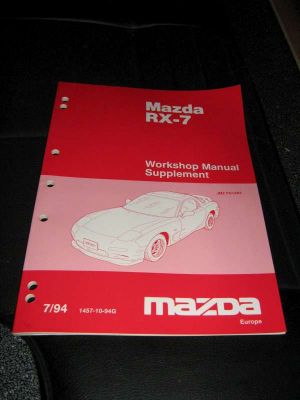 Mazda
RX-7
Workshop Manual
Supplement
7/94
1457-10-94G
mazda
Europe